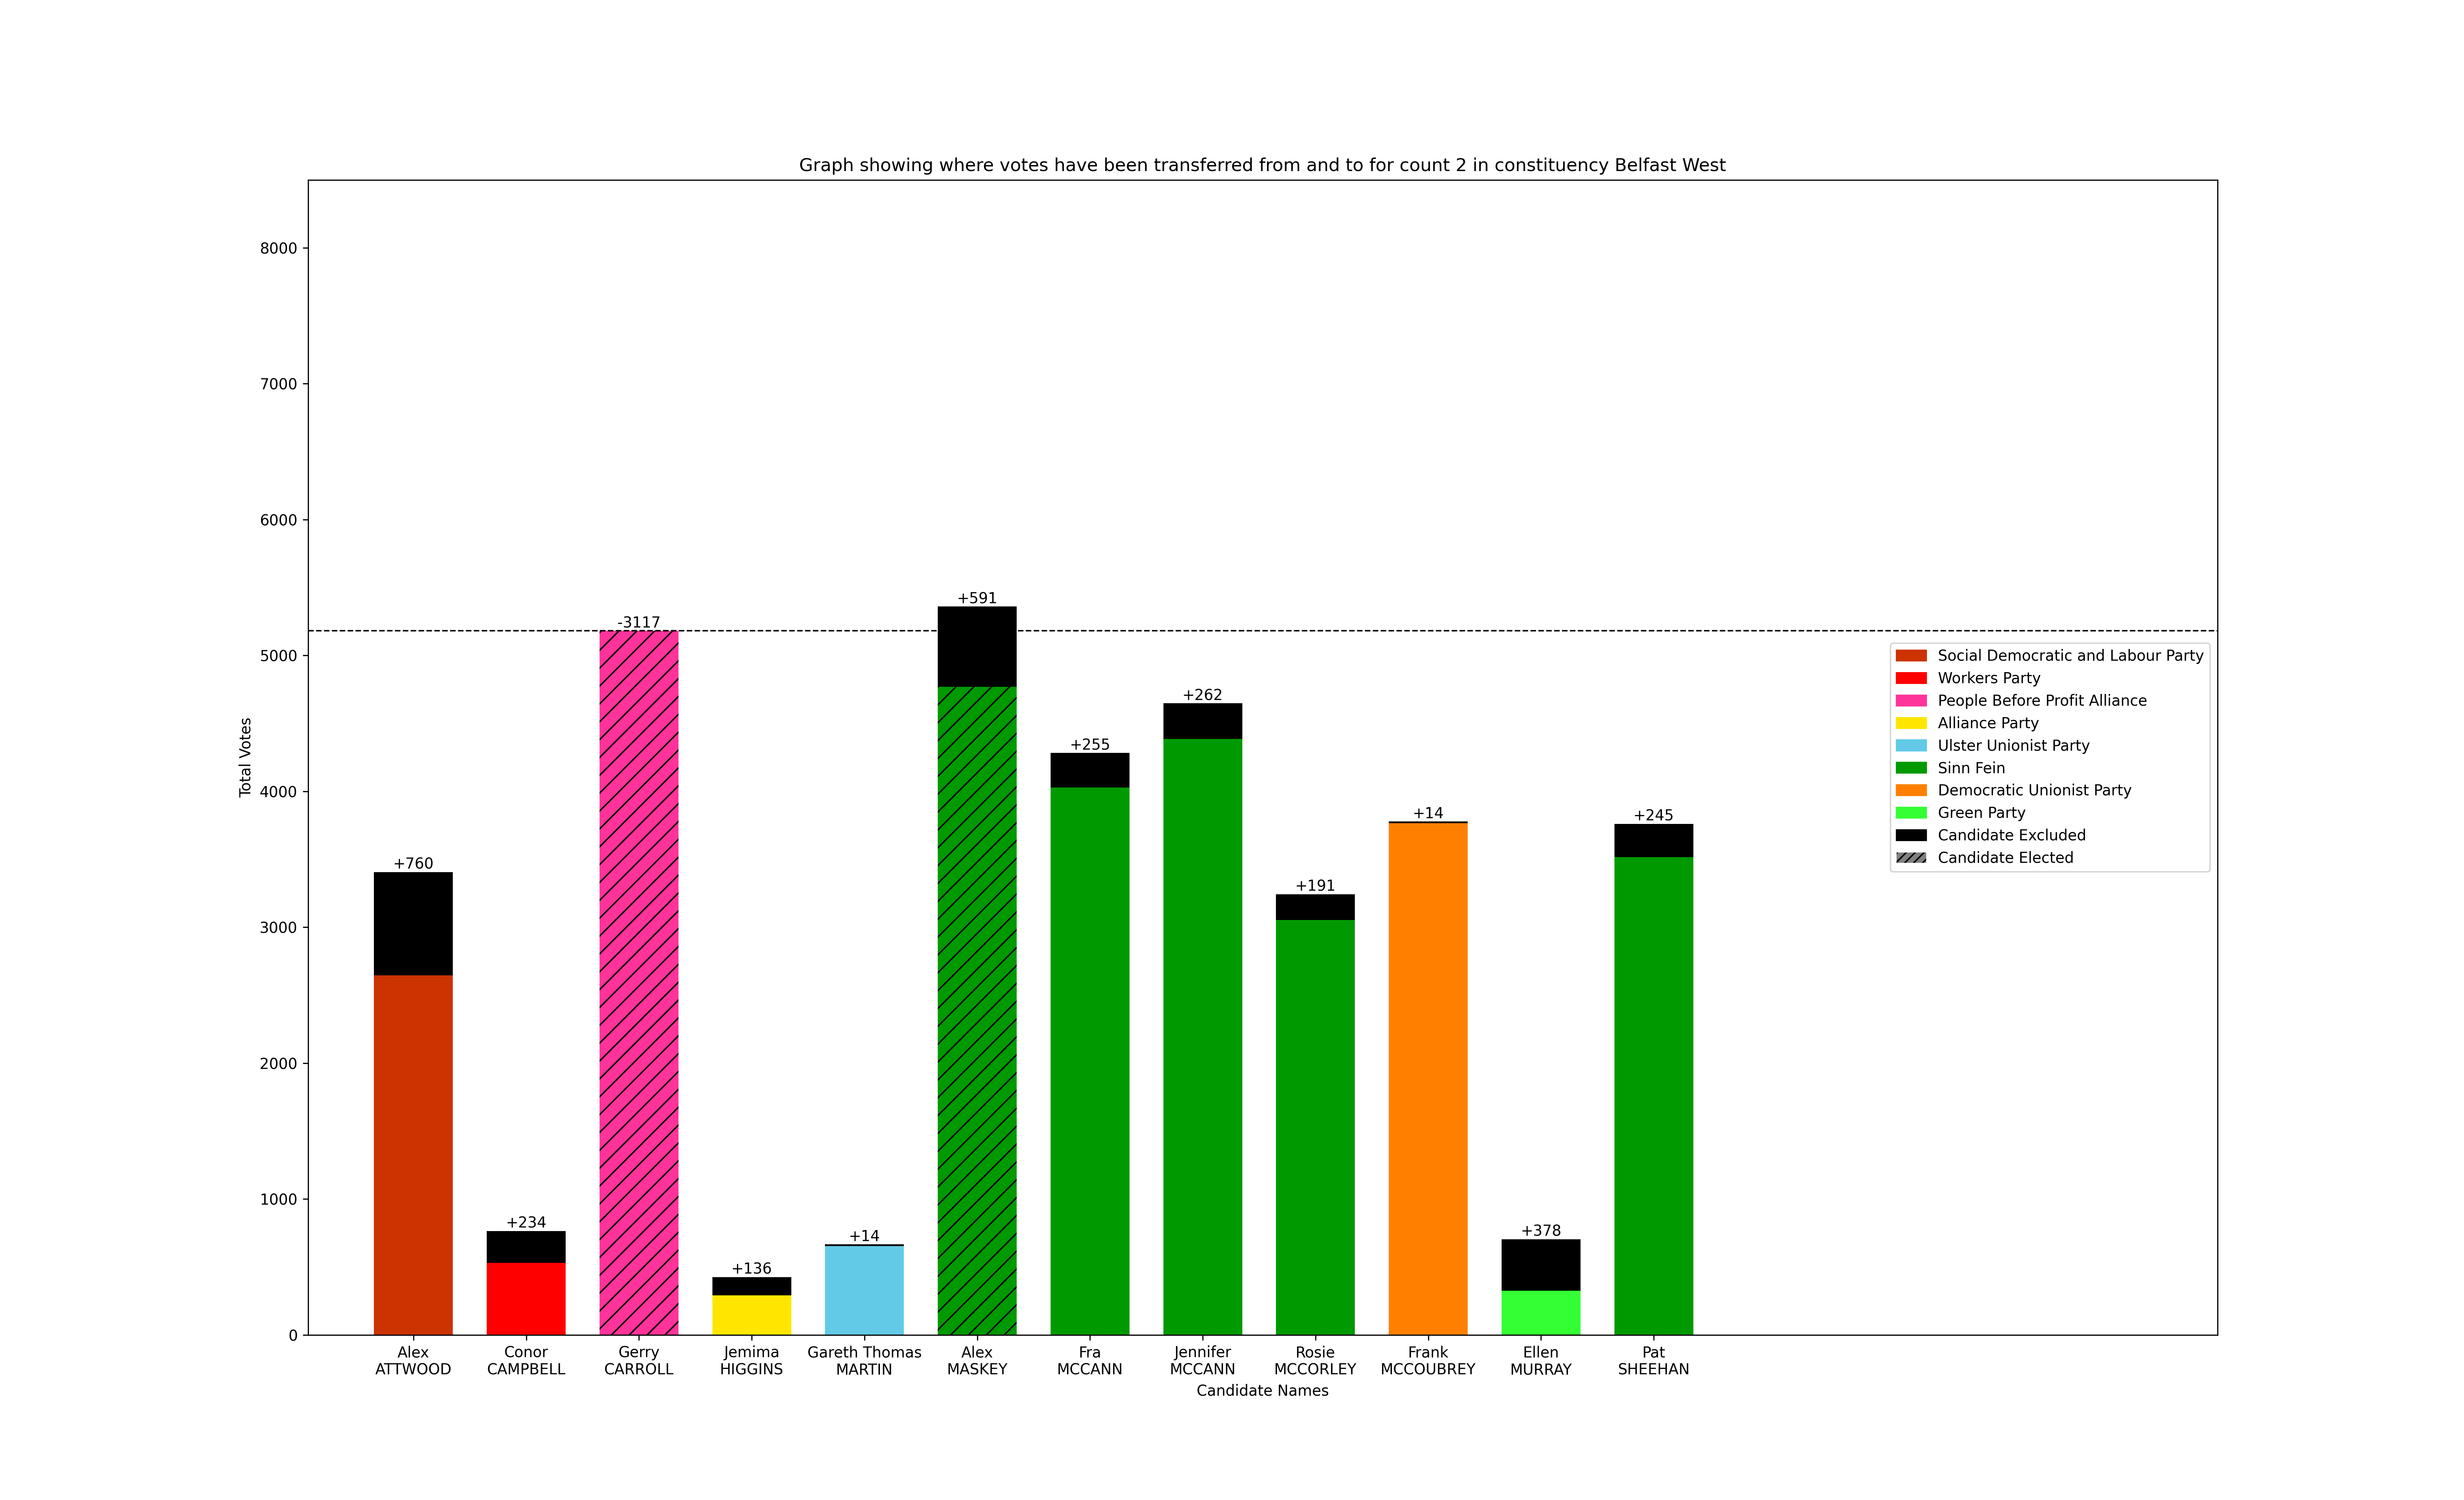 Graph showing where votes have been transferred from and to for count 2 in constituency Belfast West
Total Votes
8000
7000
6000
5000
4000
3000
2000
1000
0
+760
+234
-3117
+136
+14
+591
+255
+262
+191
+14
+378
+245
Social Democratic and Labour Party
Workers Party
People Before Profit Alliance
Alliance Party
Ulster Unionist Party
Sinn Fein
Democratic Unionist Party
Green Party
Candidate Excluded
Candidate Elected
Alex
ATTWOOD
Conor
CAMPBELL
Gerry
CARROLL
Jemima
HIGGINS
Gareth Thomas
MARTIN
Alex
MASKEY
Fra
MCCANN
Jennifer
MCCANN
Rosie
MCCORLEY
Frank
MCCOUBREY
Ellen
MURRAY
Pat
SHEEHAN
Candidate Names